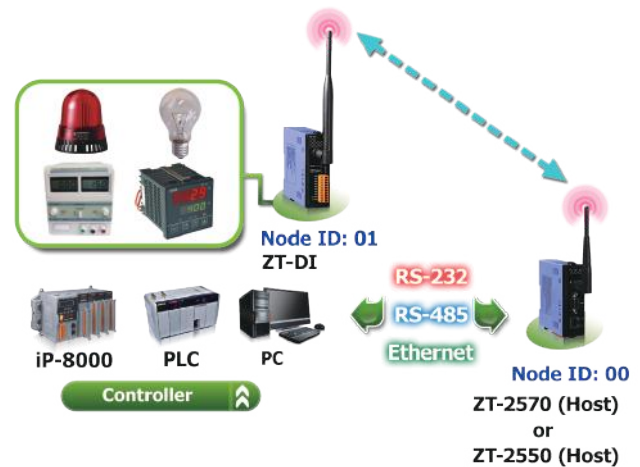 Node ID: 01
ZT-DI
RS-232
RS-485
Ethernet
iP-8000
PLC
PC
Controller
Node ID: 00
ZT-2570 (Host)
or
ZT-2550 (Host)